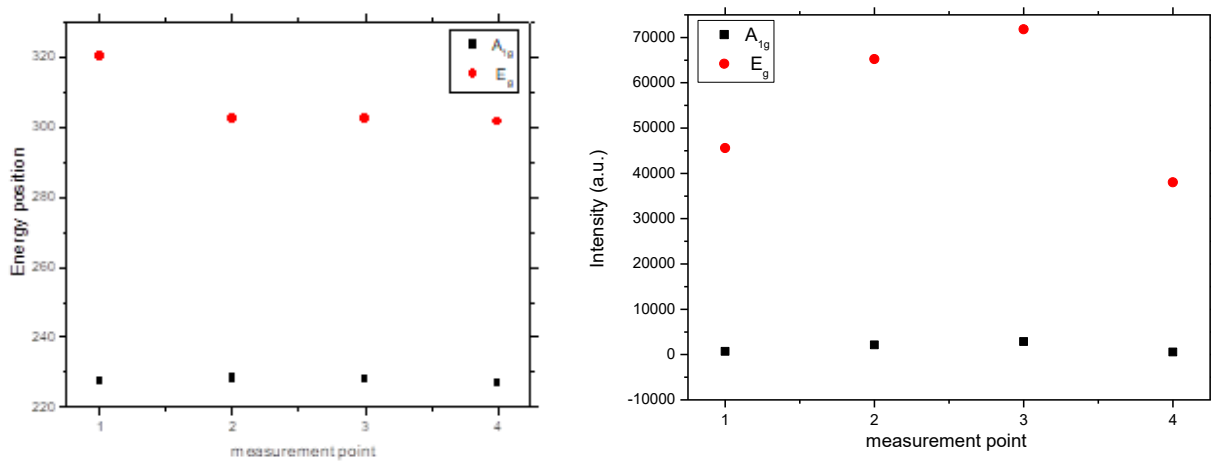 A1g
Eg
320
300
280
260
240
220
Energy position
1 2 3 4
measurement point
A1g
Eg
70000
60000
50000
40000
30000
20000
10000
0
-10000
Intensity (a.u.)
1 2 3 4
measurement point